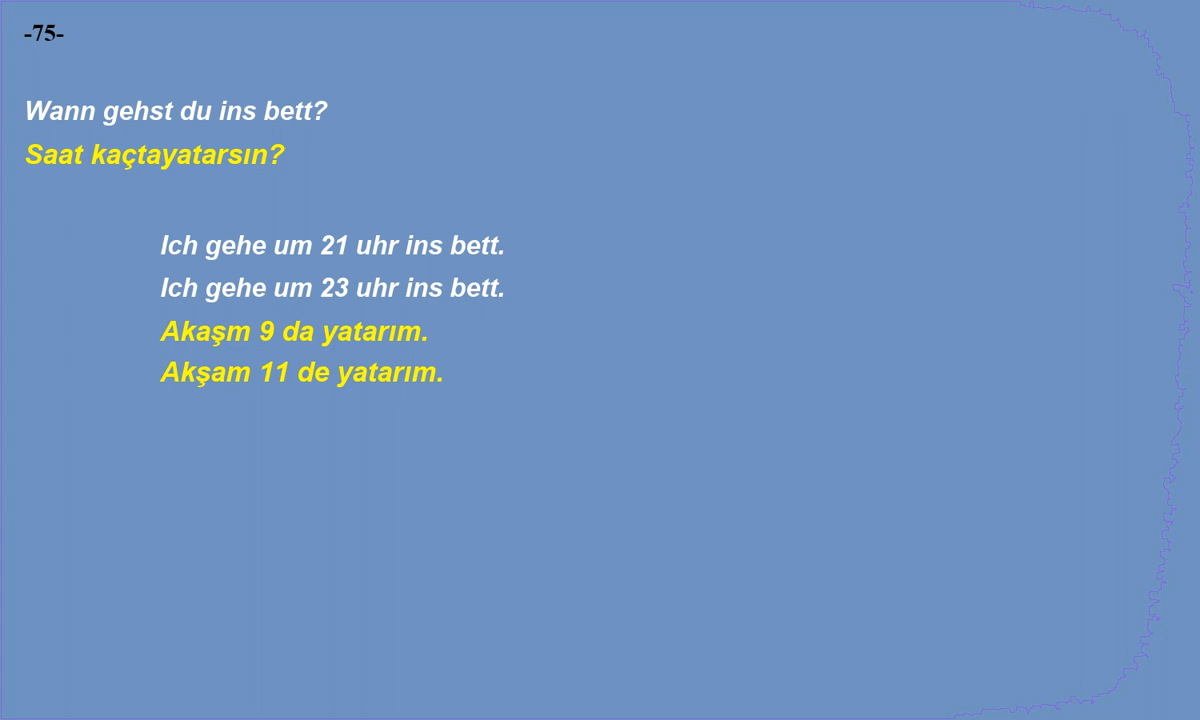 -75-
Wann gehst du ins bett?
Saat kaçtayatarsın?
Ich gehe um 21 uhr ins bett.
Ich gehe um 23 uhr ins bett.
Akaşm 9 da yatarım.
Akşam 11 de yatarım.